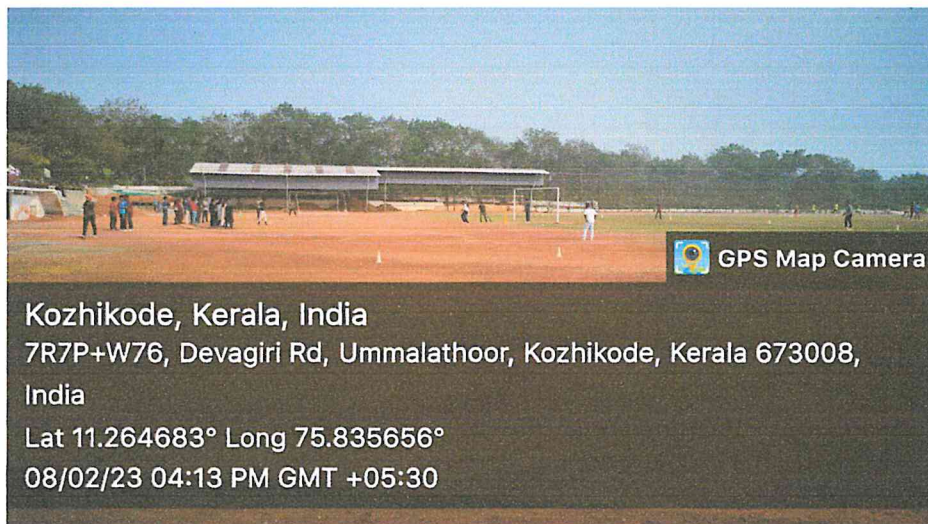 GPS Map Camera
Kozhikode, Kerala, India
7R7P+W76, Devagiri Rd, Ummalathoor, Kozhikode, Kerala 673008,
India
Lat 11.264683° Long 75.835656°
08/02/23 04:13 PM GMT +05:30